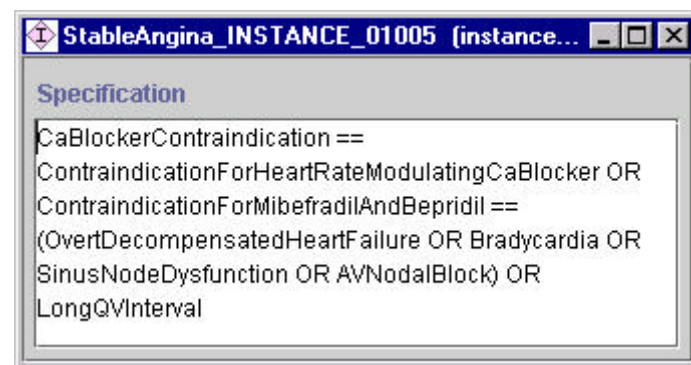 StableAngina_INSTANCE_01005 (instance...
Specification
CaBlockerContraindication ==
ContraindicationForHeartRateModulatingCaBlocker OR
ContraindicationForMibefradilAndBepridil ==
(OvertDecompensatedHeartFailure OR Bradycardia OR
SinusNodeDysfunction OR AVNodalBlock) OR
LongQVInterval